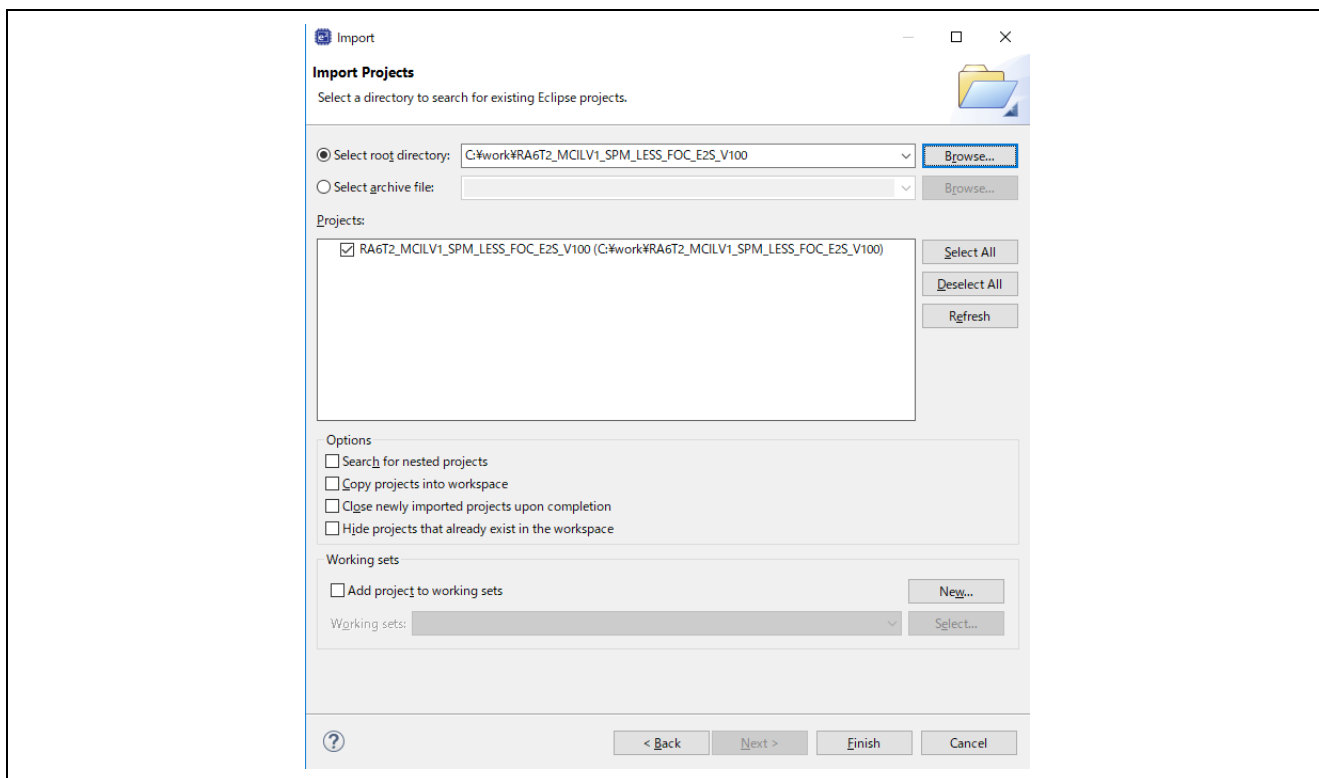 Import
Import Projects
Select a directory to search for existing Eclipse projects.
Select root directory: C:¥work¥RA6T2_MCILV1_SPM_LESS_FOC_E2S_V100 Browse...
Select archive file: Browse...
Projects:
RA6T2_MCILV1_SPM_LESS_FOC_E2S_V100 (C:¥work¥RA6T2_MCILV1_SPM_LESS_FOC_E2S_V100)
Select All
Deselect All
Refresh
Options
Search for nested projects
Copy projects into workspace
Close newly imported projects upon completion
Hide projects that already exist in the workspace
Working sets
Add project to working sets New...
Working sets: Select...
? < Back Next > Finish Cancel